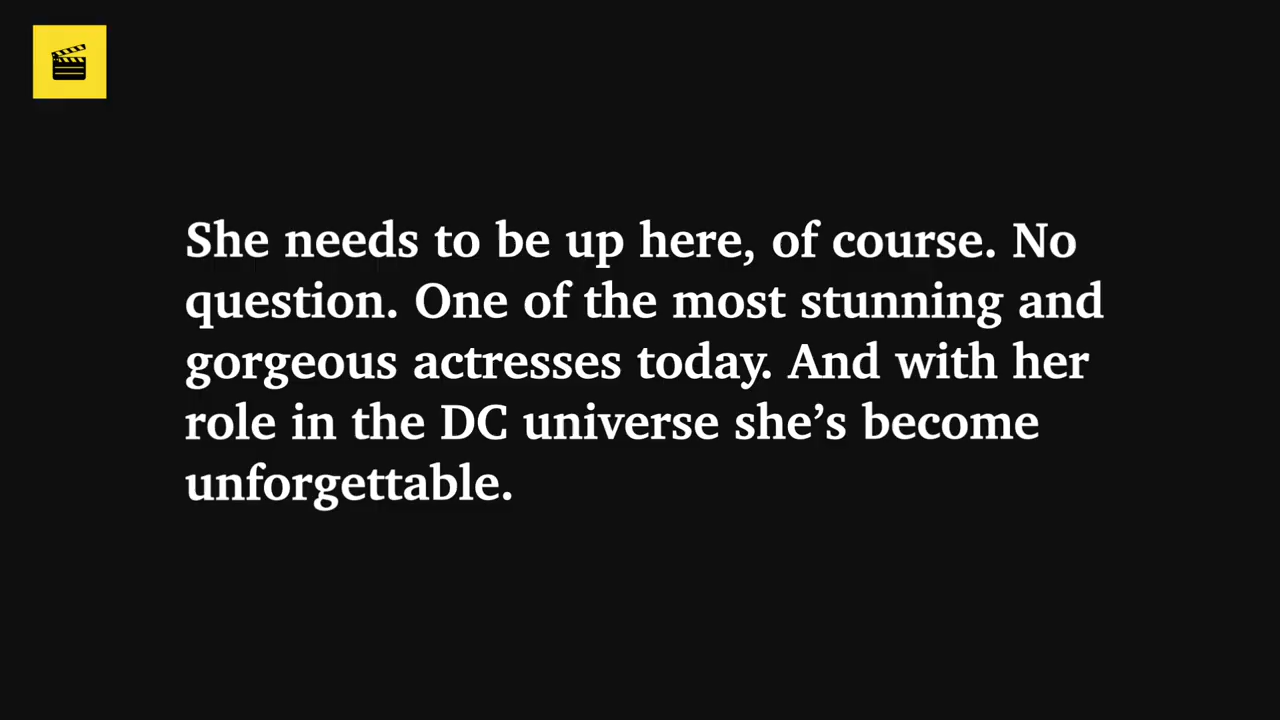 She needs to be up here, of course. No
question. One of the most stunning and
gorgeous actresses today. And with her
role in the DC universe she’s become
unforgettable.